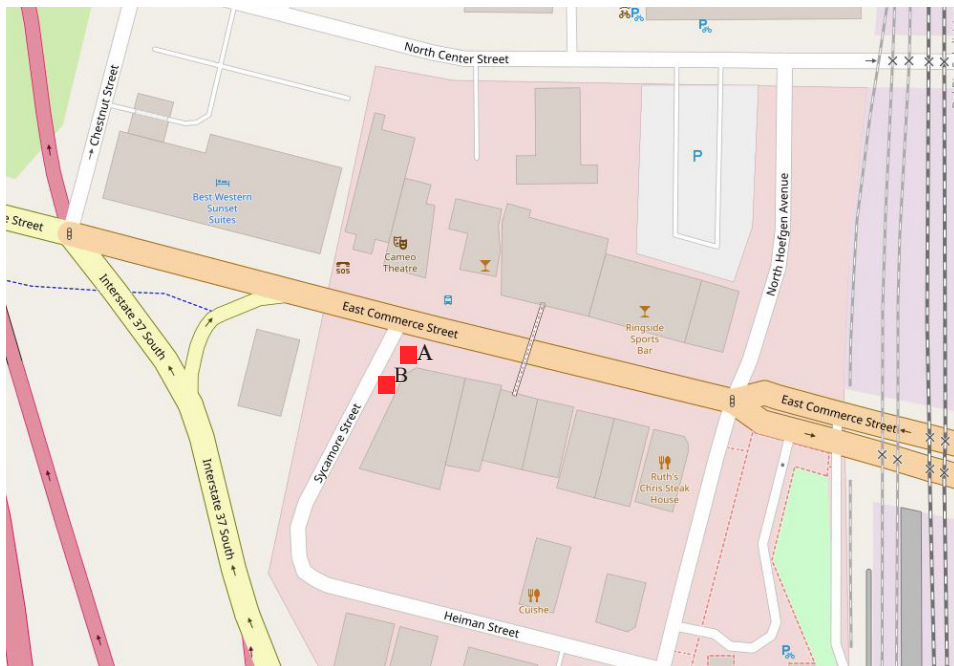 North Center Street
Chestnut Street
P
Best Western
Sunset
Suites
North Hoefgen Avenue
e Street
Cameo
Theatre
SOS
Interstate 37 South
East Commerce Street
Ringside
Sports
Bar
A
B
East Commerce Street
Sycamore Street
Ruth's
Chris Steak
House
Interstate 37 South
Cuishe
Heiman Street
P
P
P